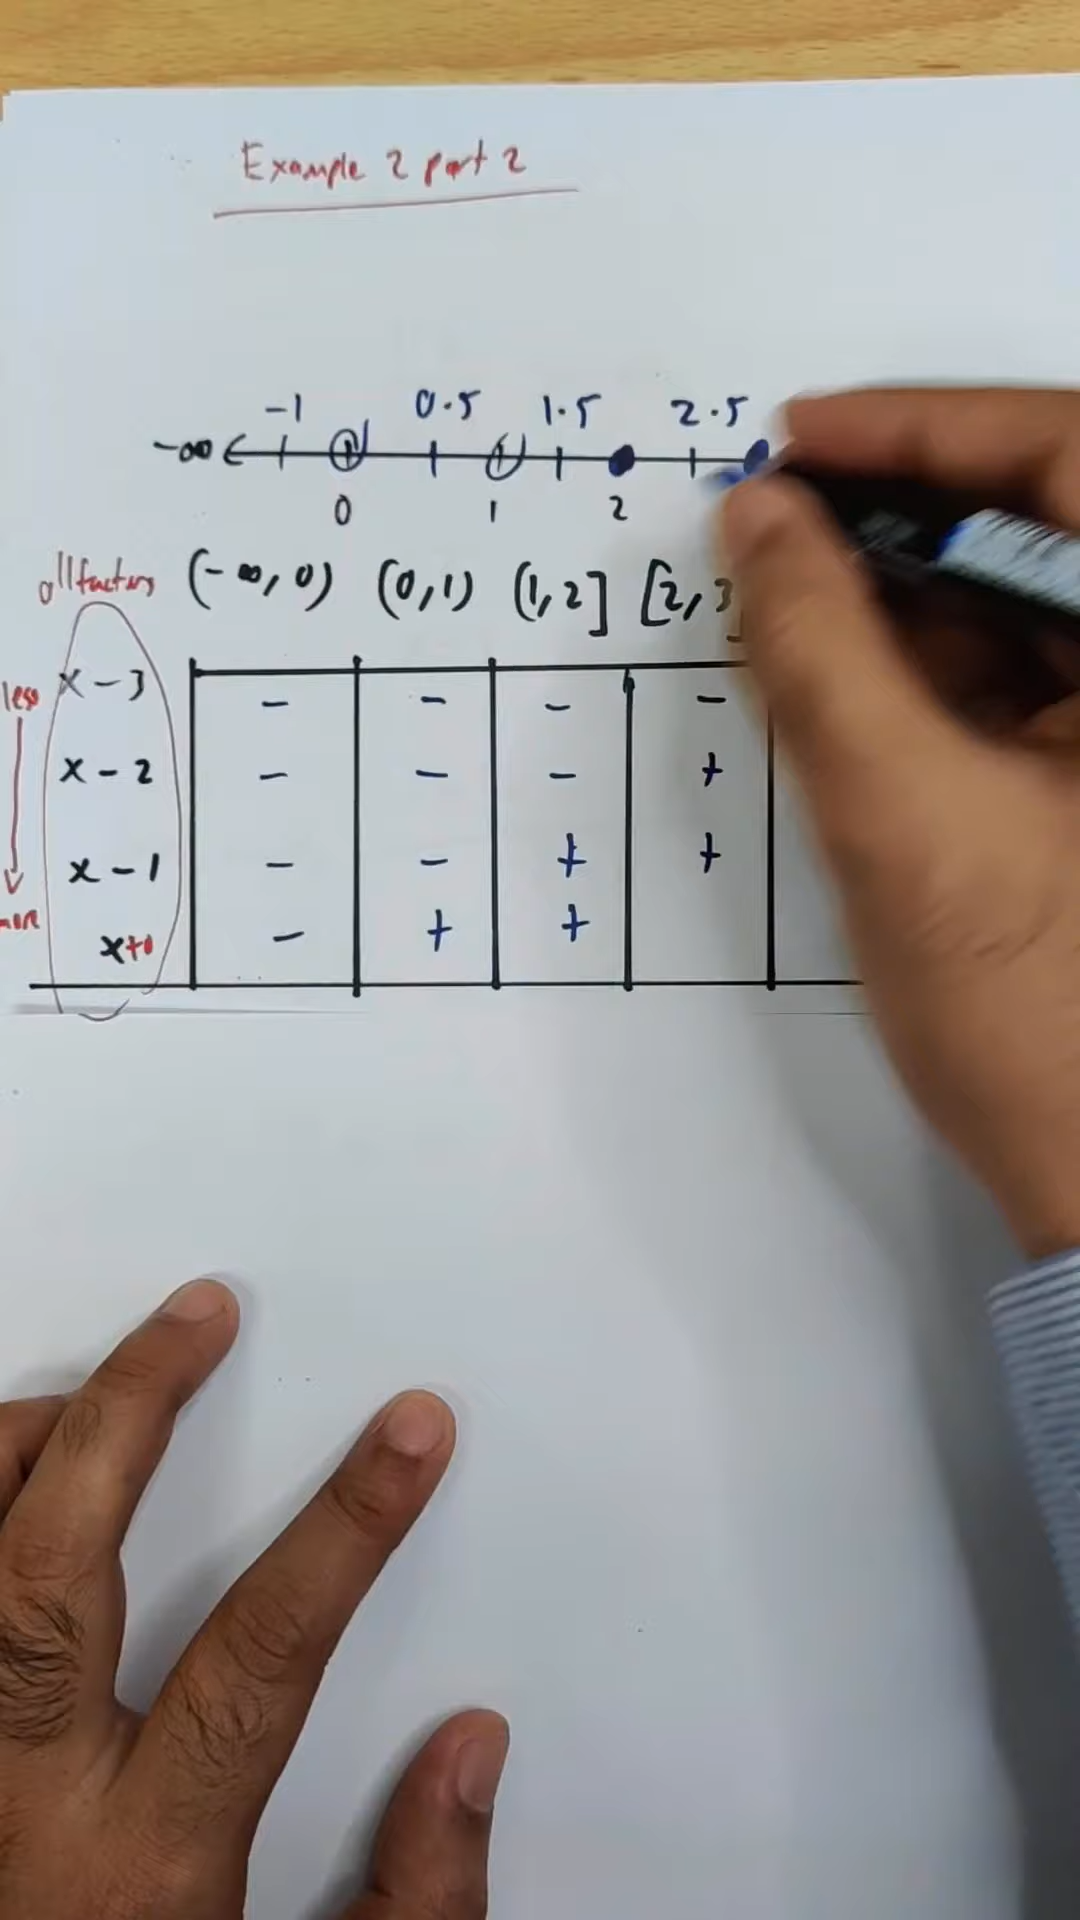 Example 2 part 2
-1 0.5 1.5 2.5
-∞
0 1 2
all factors (-∞, 0) (0,1) (1,2] [2,3]
less x-3 - - - -
x-2 - - - +
x-1 - - + +
more x+0 - + +